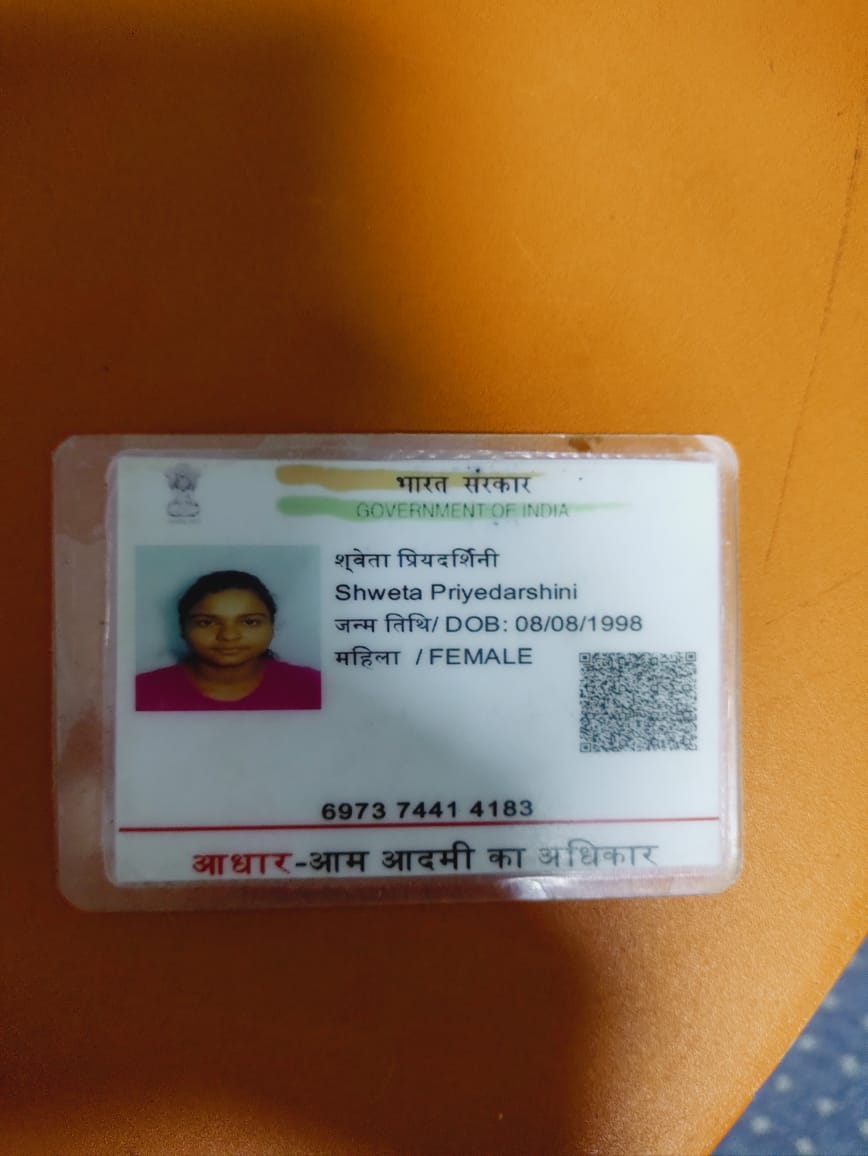 भारत सरकार
GOVERNMENT OF INDIA
श्वेता प्रियदर्शिनी
Shweta Priyedarshini
जन्म तिथि/ DOB: 08/08/1998
महिला / FEMALE
6973 7441 4183
आधार-आम आदमी का अधिकार